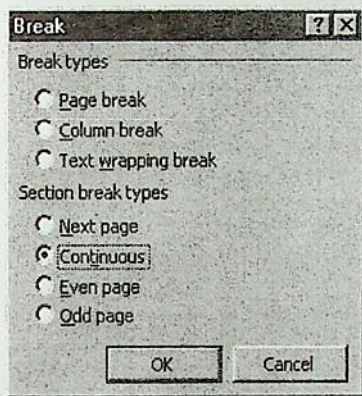 Break
Break types
Page break
Column break
Text wrapping break
Section break types
Next page
Continuous
Even page
Odd page
OK Cancel